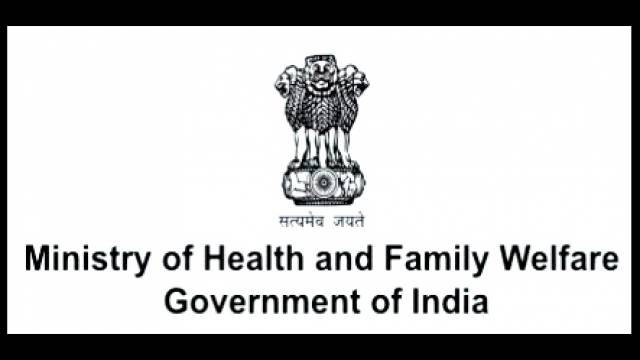 सत्यमेव जयते
Ministry of Health and Family Welfare
Government of India